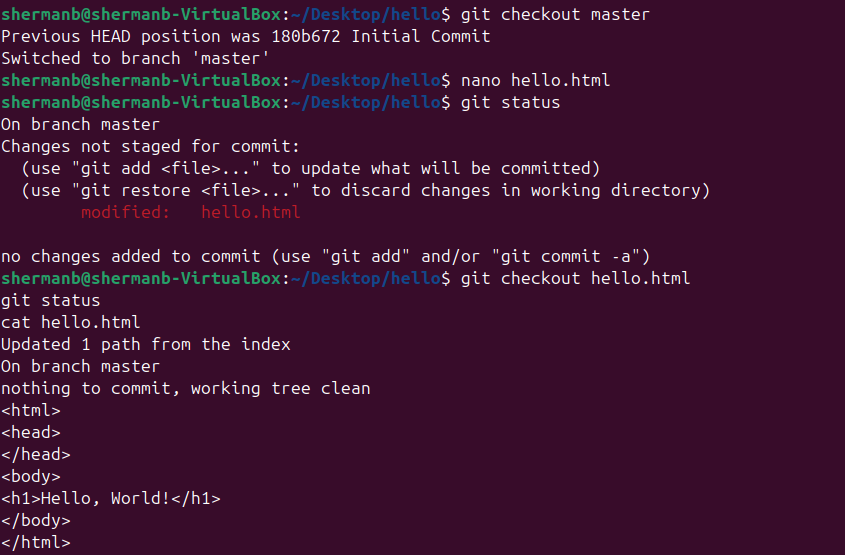 shermanb@shermanb-VirtualBox:~/Desktop/hello$ git checkout master
Previous HEAD position was 180b672 Initial Commit
Switched to branch 'master'
shermanb@shermanb-VirtualBox:~/Desktop/hello$ nano hello.html
shermanb@shermanb-VirtualBox:~/Desktop/hello$ git status
On branch master
Changes not staged for commit:
  (use "git add <file>..." to update what will be committed)
  (use "git restore <file>..." to discard changes in working directory)
        modified:   hello.html

no changes added to commit (use "git add" and/or "git commit -a")
shermanb@shermanb-VirtualBox:~/Desktop/hello$ git checkout hello.html
git status
cat hello.html
Updated 1 path from the index
On branch master
nothing to commit, working tree clean
<html>
<head>
</head>
<body>
<h1>Hello, World!</h1>
</body>
</html>